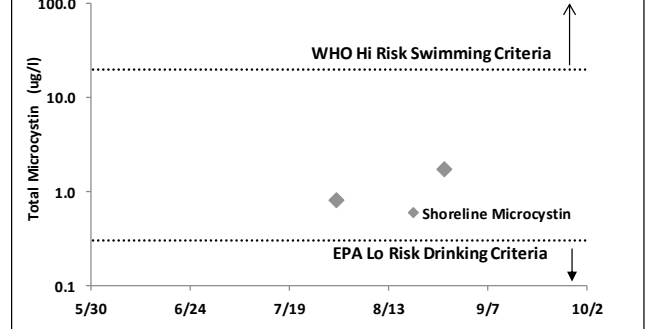 100.0
WHO Hi Risk Swimming Criteria
10.0
Total Microcystin (ug/l)
1.0
Shoreline Microcystin
EPA Lo Risk Drinking Criteria
0.1
5/30 6/24 7/19 8/13 9/7 10/2